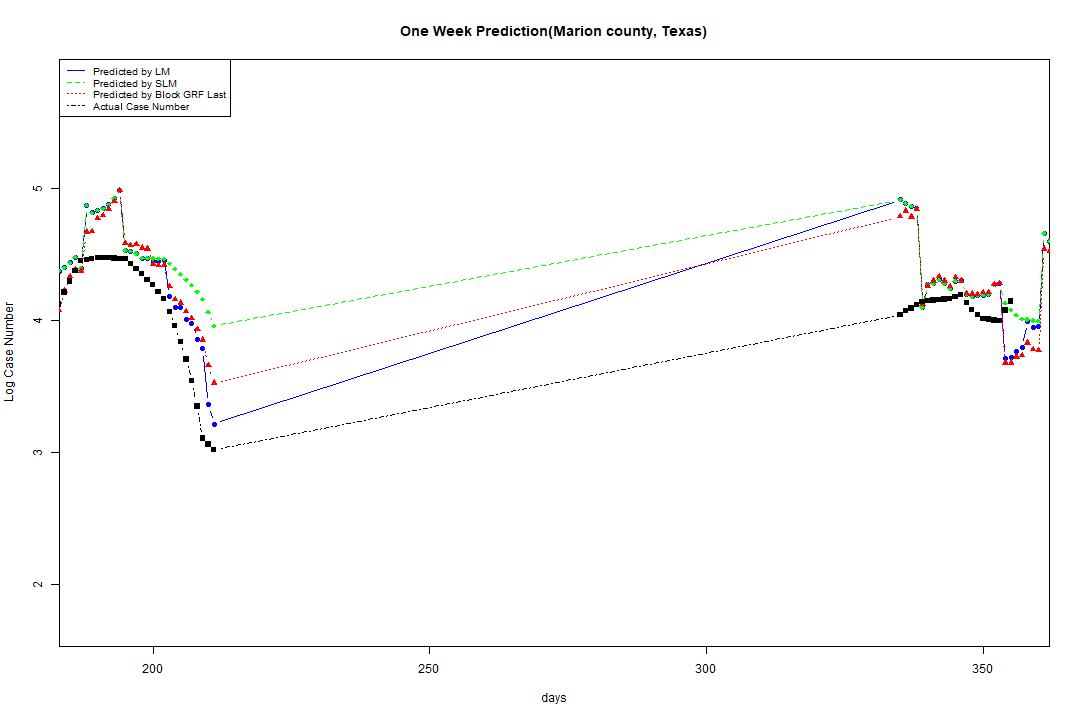 One Week Prediction(Marion county, Texas)
Predicted by LM
Predicted by SLM
Predicted by Block GRF Last
Actual Case Number
Log Case Number
5
4
3
2
200
250
300
350
days